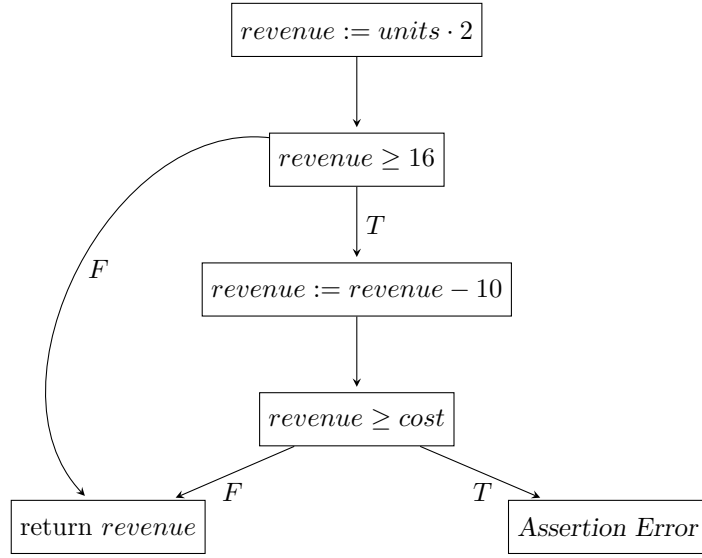 revenue := units · 2
revenue ≥ 16
T
F
revenue := revenue − 10
revenue ≥ cost
F
T
return revenue
Assertion Error